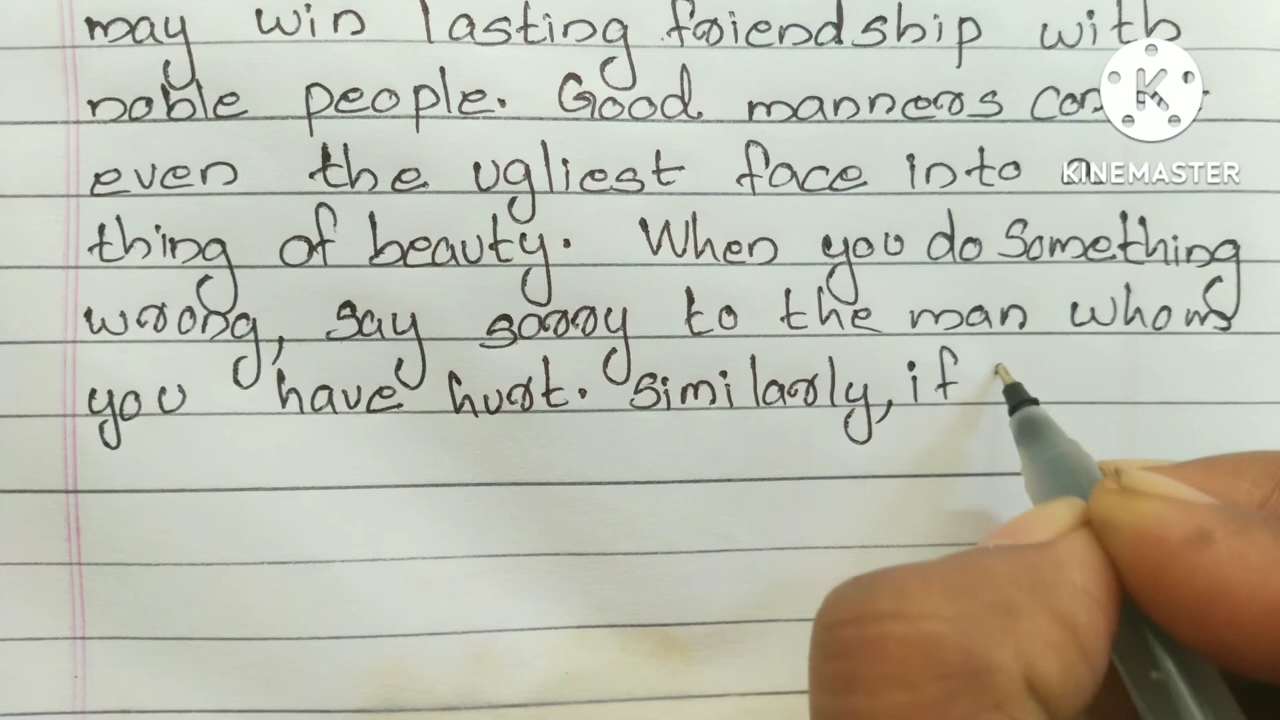 may win lasting friendship with
noble people. Good manners
even the ugliest face into a
thing of beauty. When you do Something
wrong, say sorry to the man whom
you have hurt. Similarly, if
K
KINEMASTER